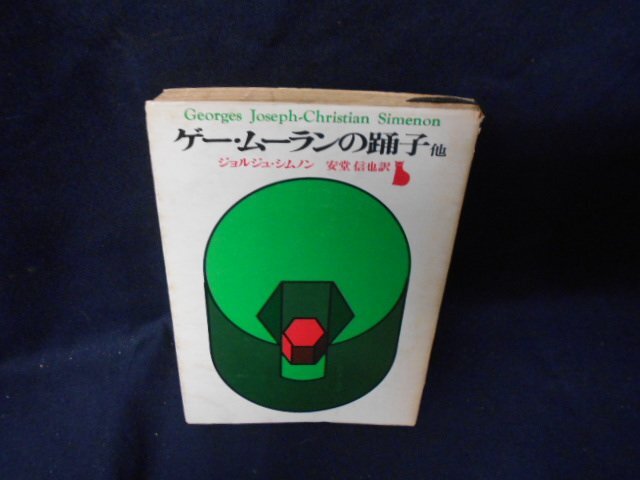 Georges Joseph-Christian Simenon
ゲー・ムーランの踊子 他
ジョルジュ・シムノン 安堂信也訳